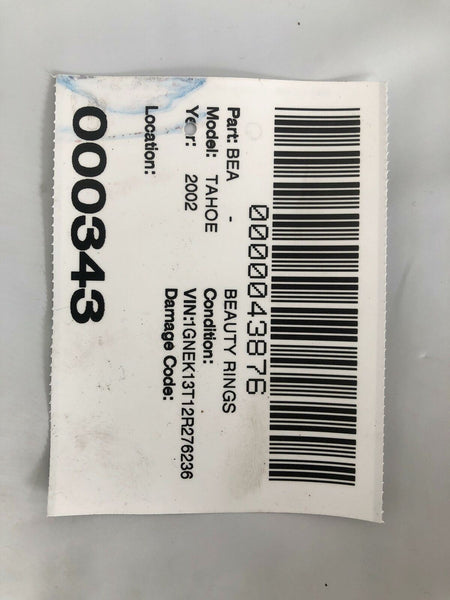 0000043876
Part: BEA - BEAUTY RINGS
Model: TAHOE Condition:
Year: 2002 VIN:1GNEK13T12R276236
Damage Code:
Location:
000343